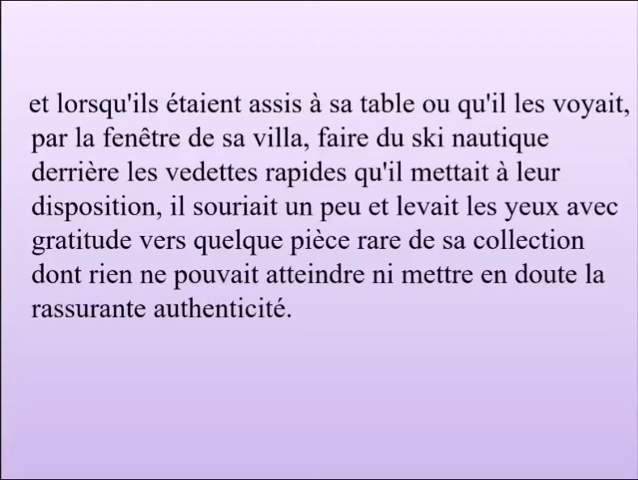 et lorsqu'ils étaient assis à sa table ou qu'il les voyait,
par la fenêtre de sa villa, faire du ski nautique
derrière les vedettes rapides qu'il mettait à leur
disposition, il souriait un peu et levait les yeux avec
gratitude vers quelque pièce rare de sa collection
dont rien ne pouvait atteindre ni mettre en doute la
rassurante authenticité.